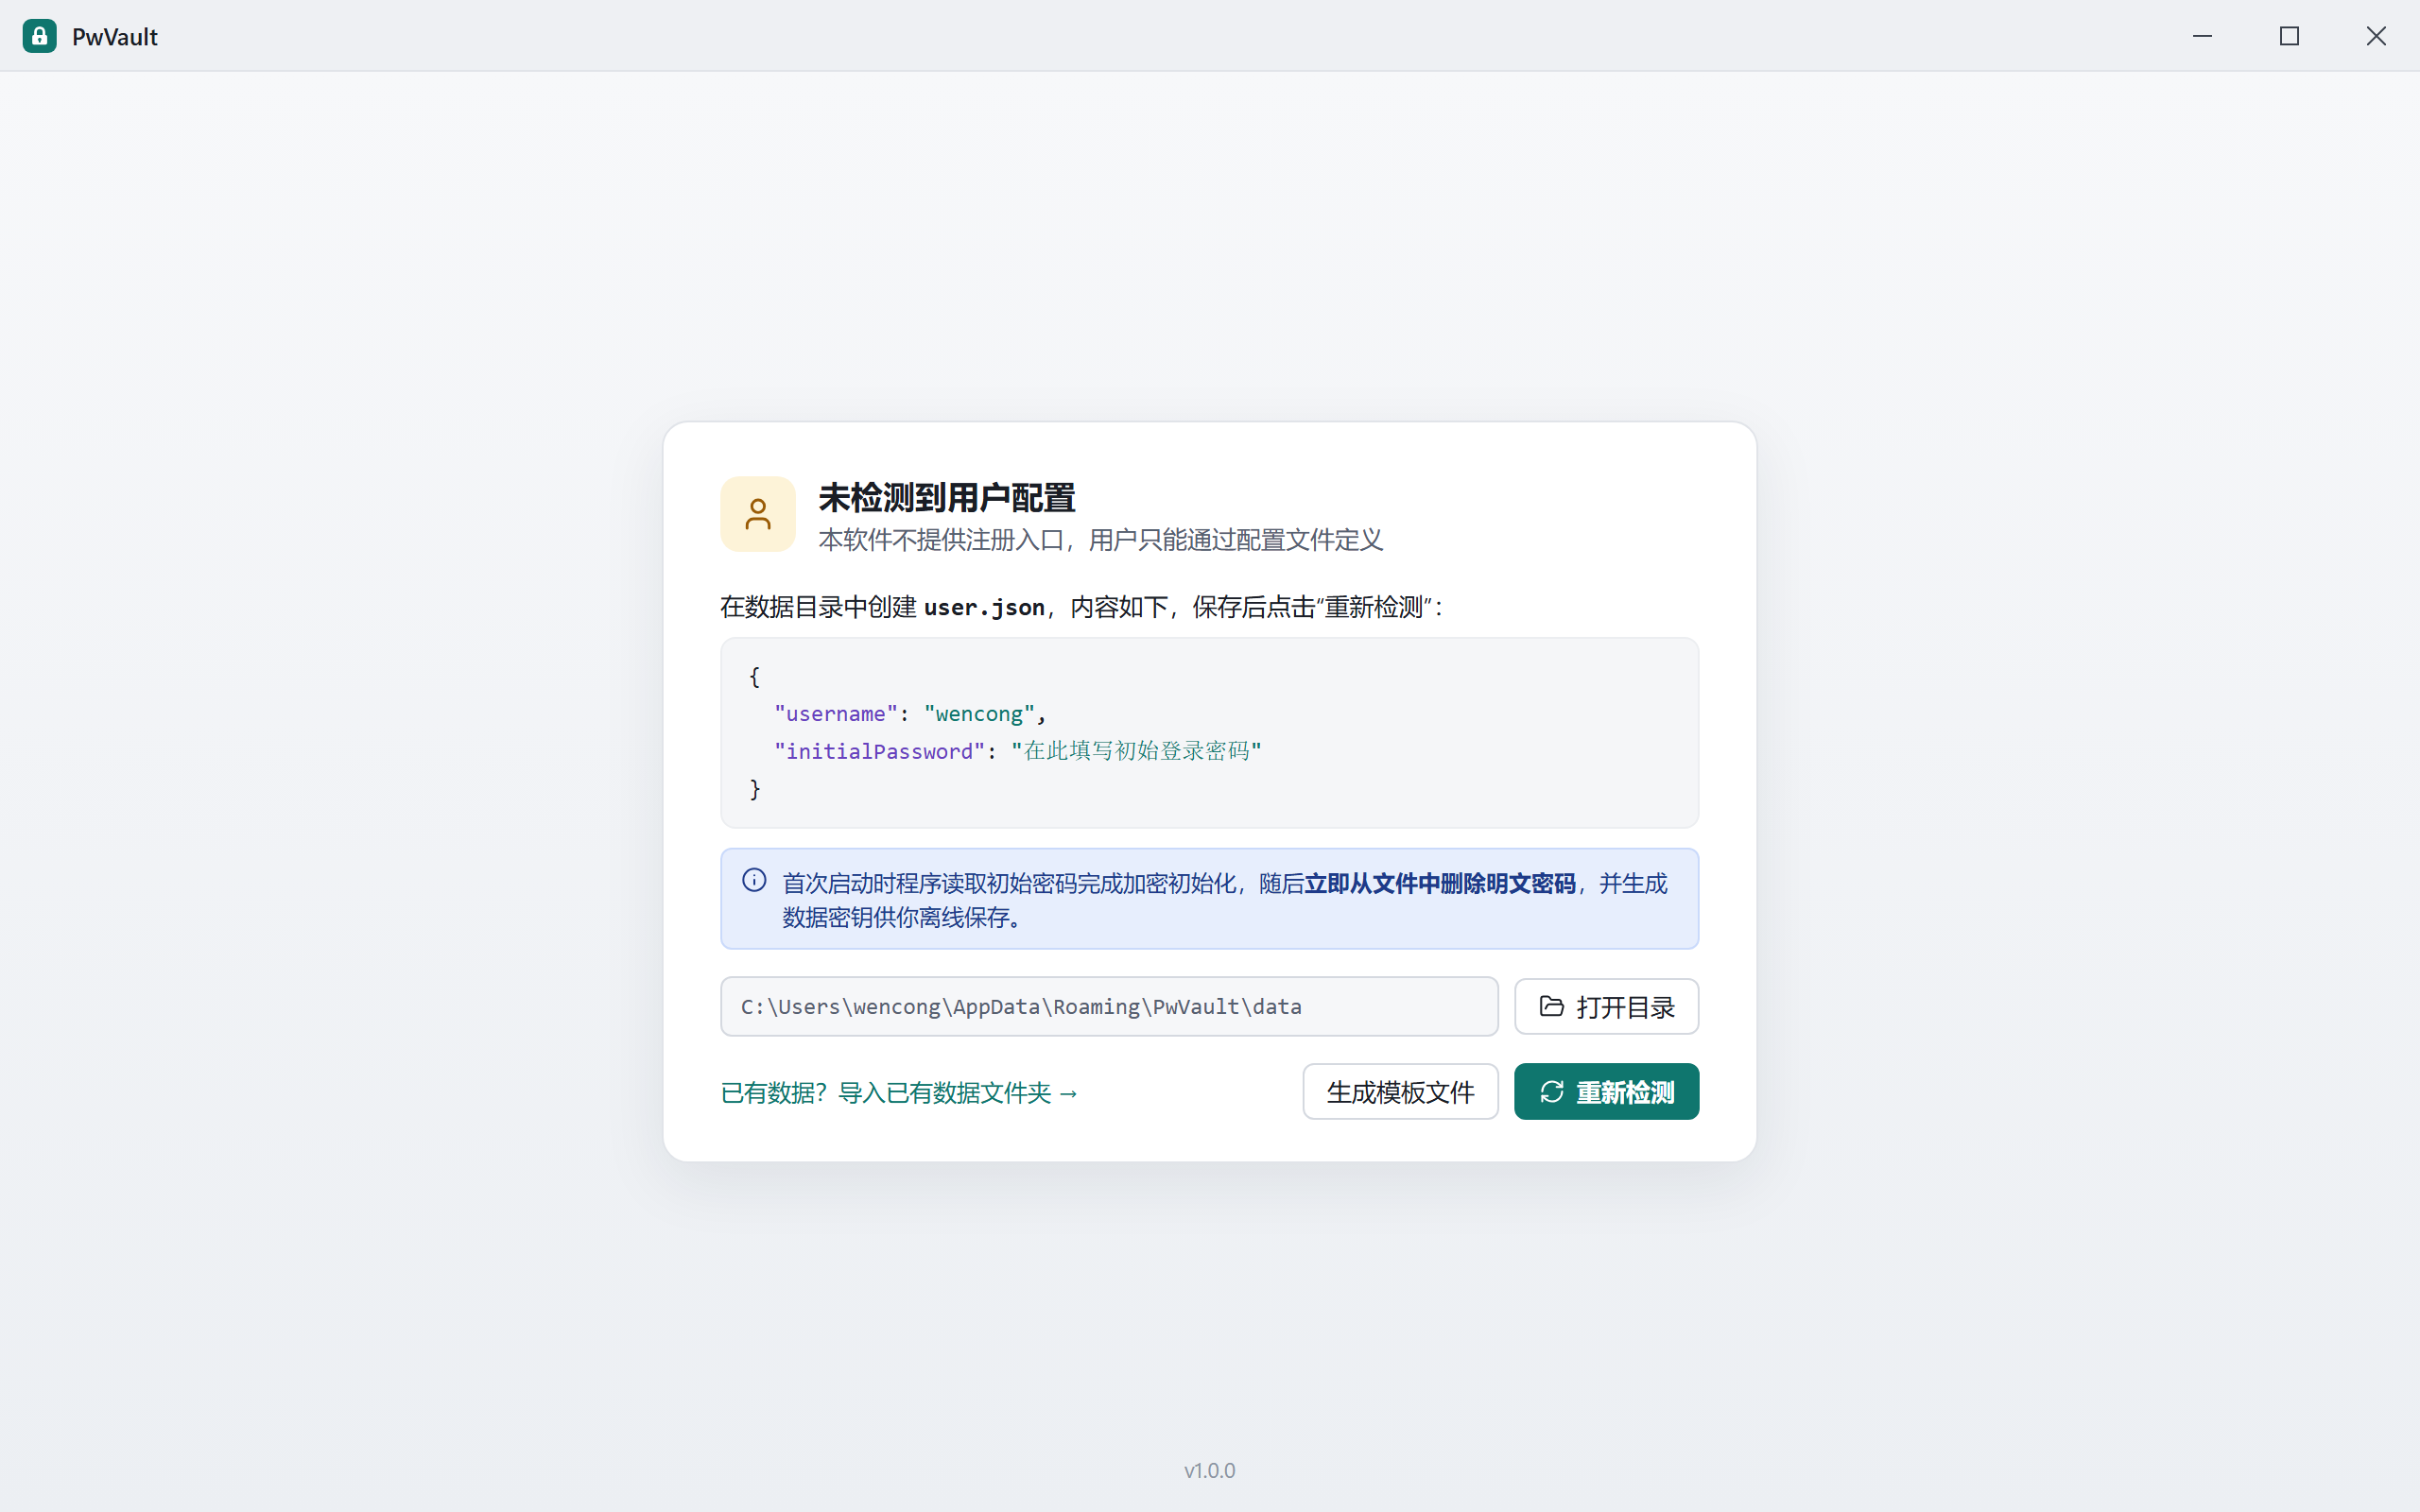 PwVault
未检测到用户配置
本软件不提供注册入口，用户只能通过配置文件定义
在数据目录中创建 user.json，内容如下，保存后点击“重新检测”：
{
  "username": "wencong",
  "initialPassword": "在此填写初始登录密码"
}
首次启动时程序读取初始密码完成加密初始化，随后立即从文件中删除明文密码，并生成
数据密钥供你离线保存。
C:\Users\wencong\AppData\Roaming\PwVault\data
打开目录
已有数据？导入已有数据文件夹 →
生成模板文件
重新检测
v1.0.0